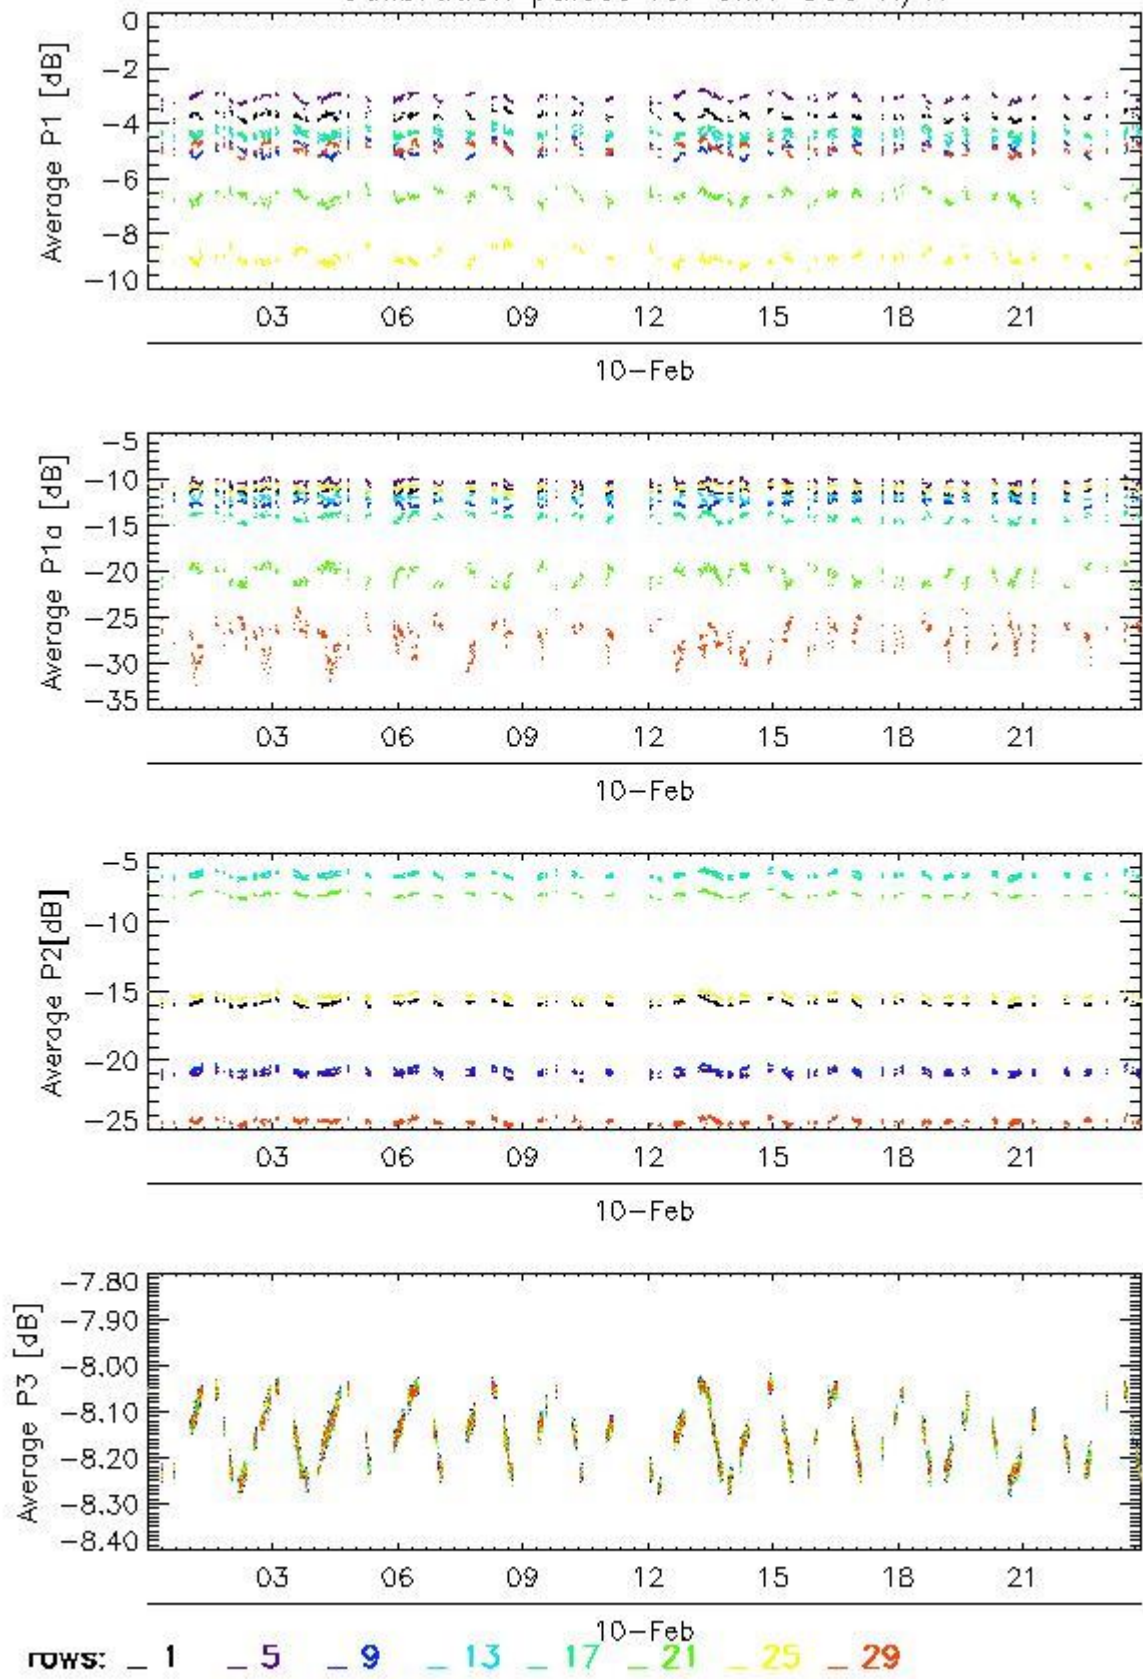 Average P1 [dB]
0
−2
−4
−6
−8
−10
03 06 09 12 15 18 21
10−Feb
Average P1a [dB]
−5
−10
−15
−20
−25
−30
−35
03 06 09 12 15 18 21
10−Feb
Average P2[dB]
−5
−10
−15
−20
−25
03 06 09 12 15 18 21
10−Feb
Average P3 [dB]
−7.80
−7.90
−8.00
−8.10
−8.20
−8.30
−8.40
03 06 09 12 15 18 21
10−Feb
rows: _ 1 _ 5 _ 9 _ 13 _ 17 _ 21 _ 25 _ 29